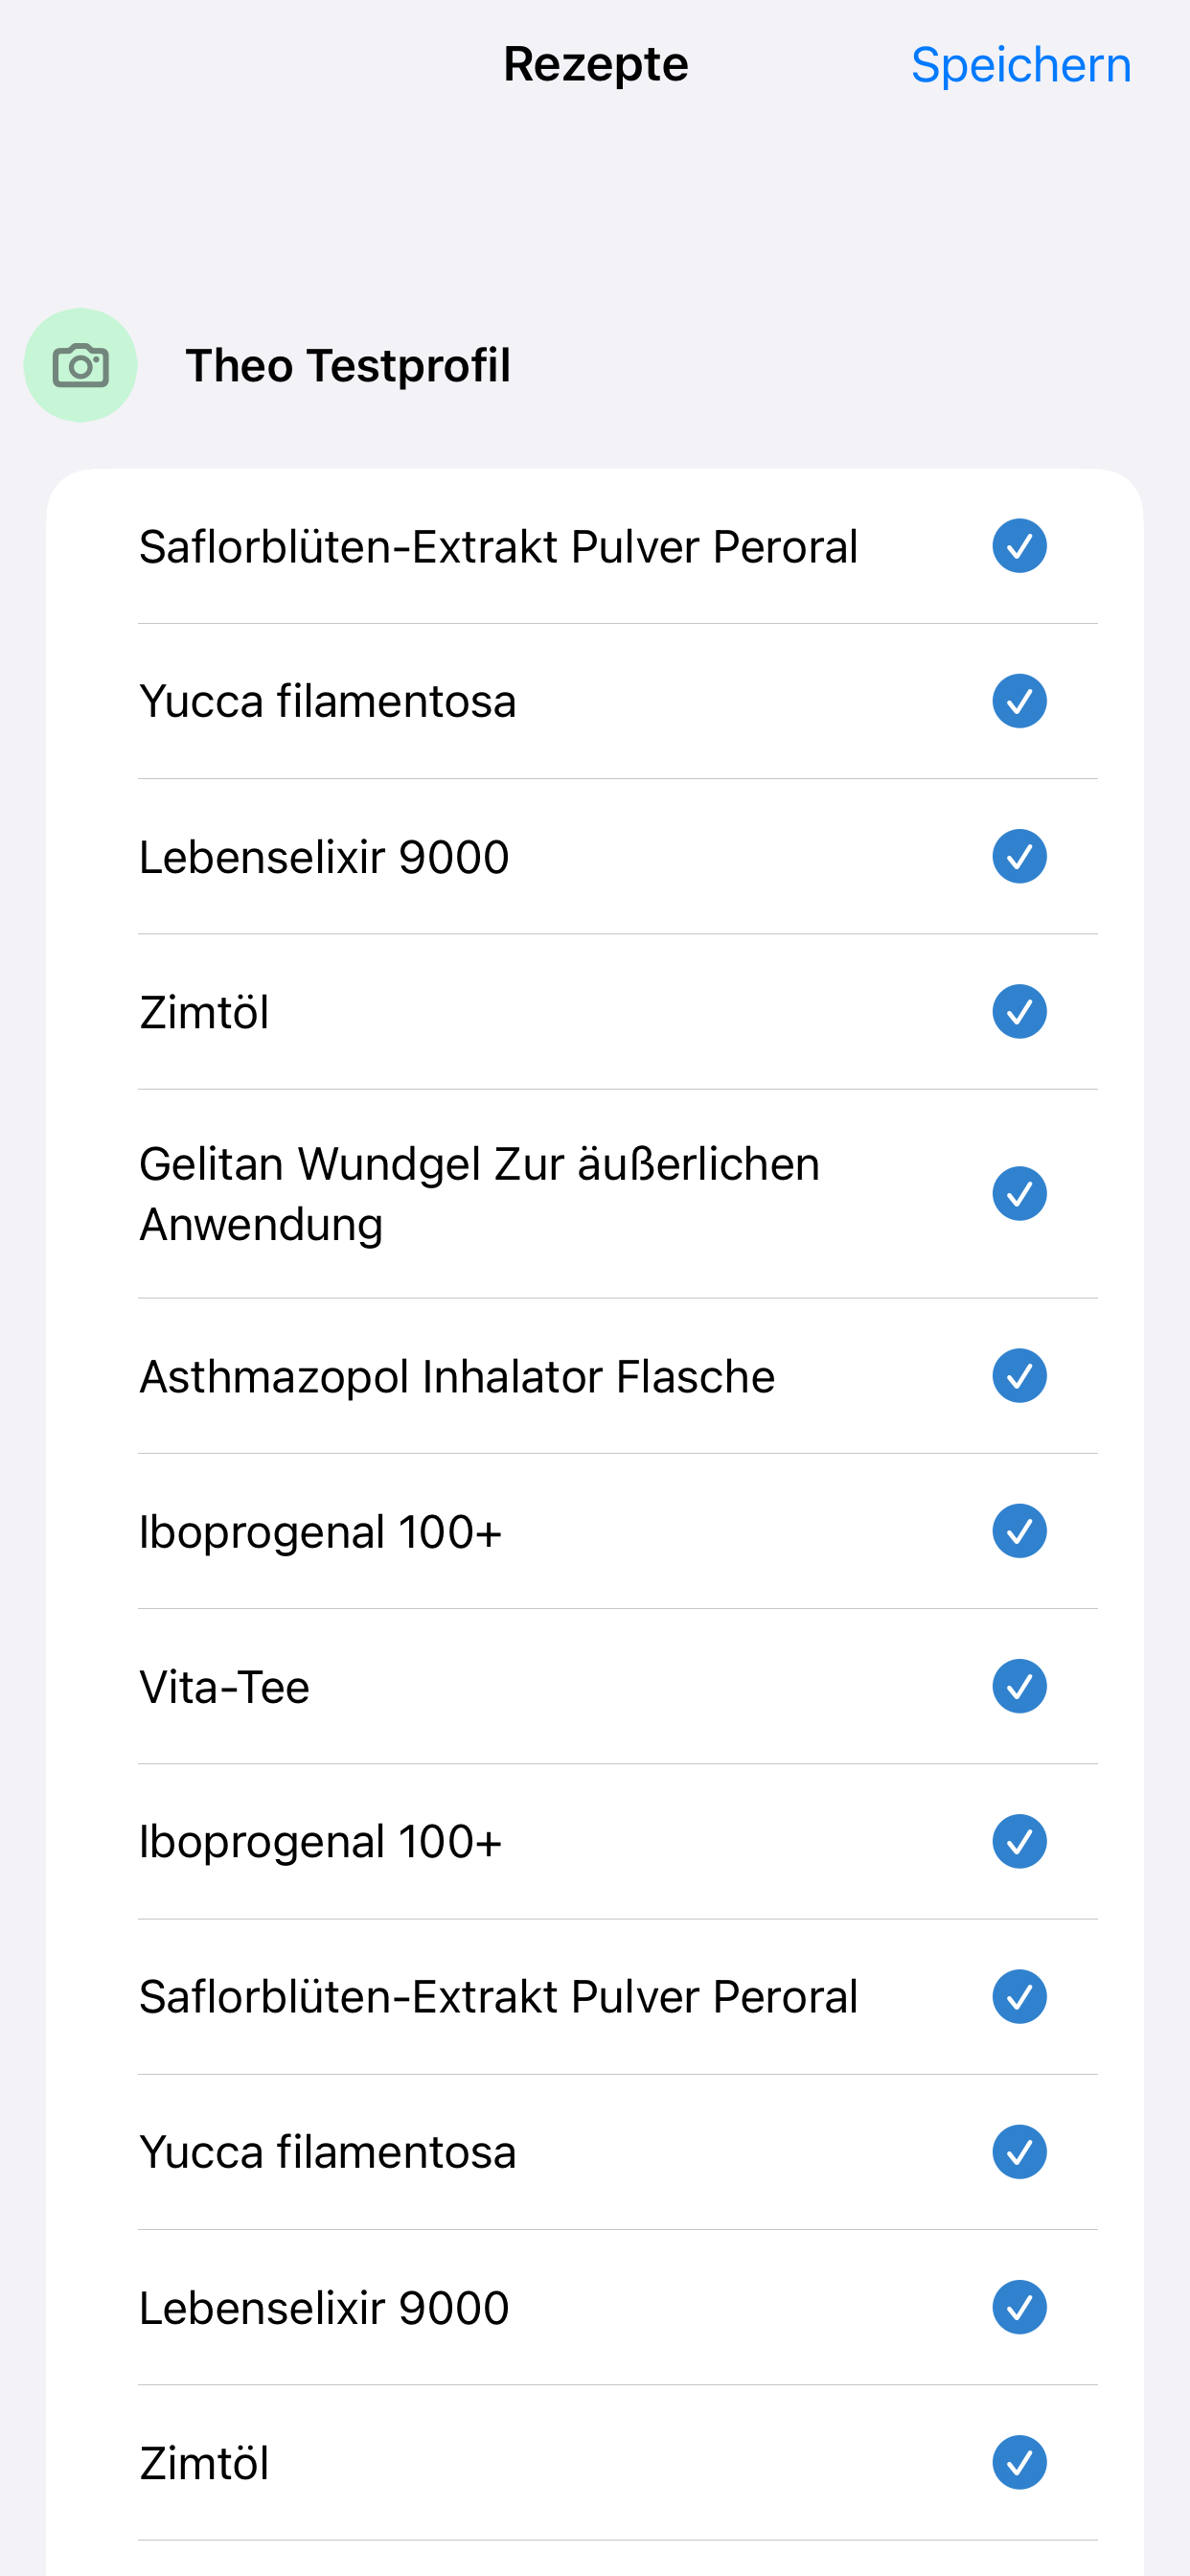 Rezepte
Speichern
Theo Testprofil
Saflorblüten-Extrakt Pulver Peroral
Yucca filamentosa
Lebenselixir 9000
Zimtöl
Gelitan Wundgel Zur äußerlichen
Anwendung
Asthmazopol Inhalator Flasche
Iboprogenal 100+
Vita-Tee
Iboprogenal 100+
Saflorblüten-Extrakt Pulver Peroral
Yucca filamentosa
Lebenselixir 9000
Zimtöl